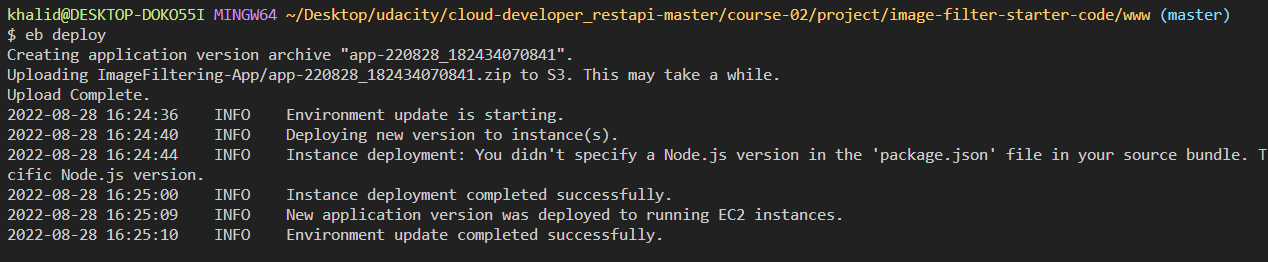 khalid@DESKTOP-DOKO55I MINGW64 ~/Desktop/udacity/cloud-developer_restapi-master/course-02/project/image-filter-starter-code/www (master)
$ eb deploy
Creating application version archive "app-220828_182434070841".
Uploading ImageFiltering-App/app-220828_182434070841.zip to S3. This may take a while.
Upload Complete.
2022-08-28 16:24:36    INFO    Environment update is starting.
2022-08-28 16:24:40    INFO    Deploying new version to instance(s).
2022-08-28 16:24:44    INFO    Instance deployment: You didn't specify a Node.js version in the 'package.json' file in your source bundle. T
cific Node.js version.
2022-08-28 16:25:00    INFO    Instance deployment completed successfully.
2022-08-28 16:25:09    INFO    New application version was deployed to running EC2 instances.
2022-08-28 16:25:10    INFO    Environment update completed successfully.